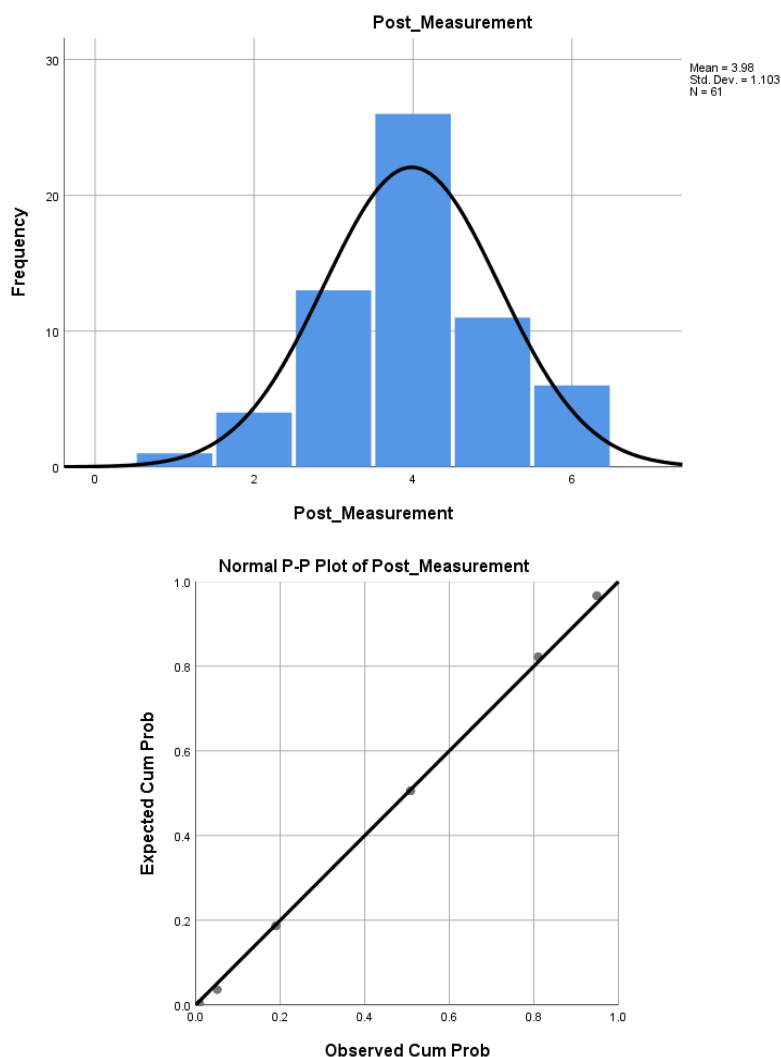 Post_Measurement
Mean = 3.98
Std. Dev. = 1.103
N = 61
30
20
10
0
Frequency
0 2 4 6
Post_Measurement
Normal P-P Plot of Post_Measurement
1.0
0.8
0.6
0.4
0.2
0.0
Expected Cum Prob
0.0 0.2 0.4 0.6 0.8 1.0
Observed Cum Prob